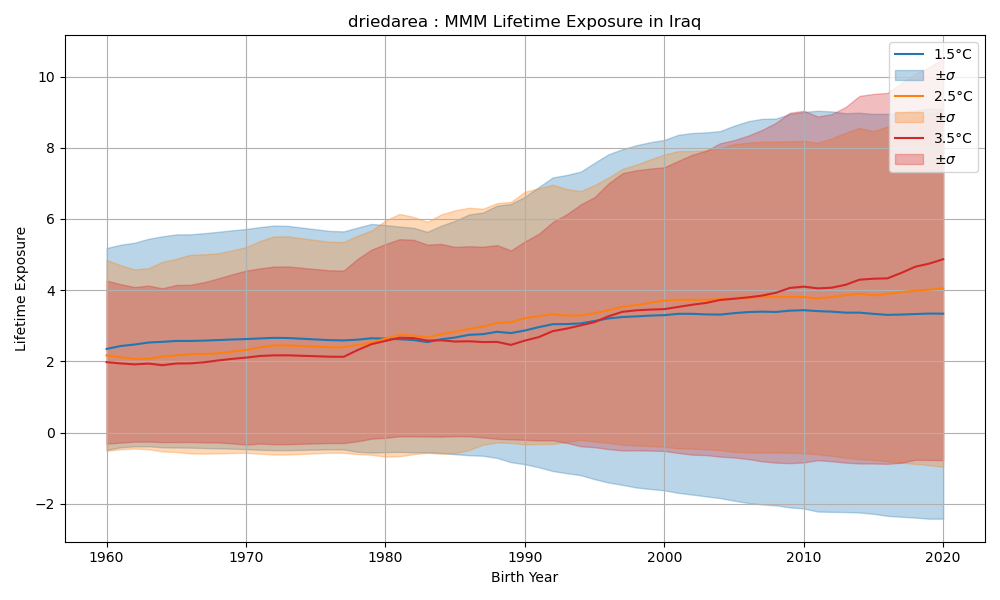 driedarea : MMM Lifetime Exposure in Iraq
1.5°C
±σ
2.5°C
±σ
3.5°C
±σ
Lifetime Exposure
10
8
6
4
2
0
−2
1960
1970
1980
1990
2000
2010
2020
Birth Year